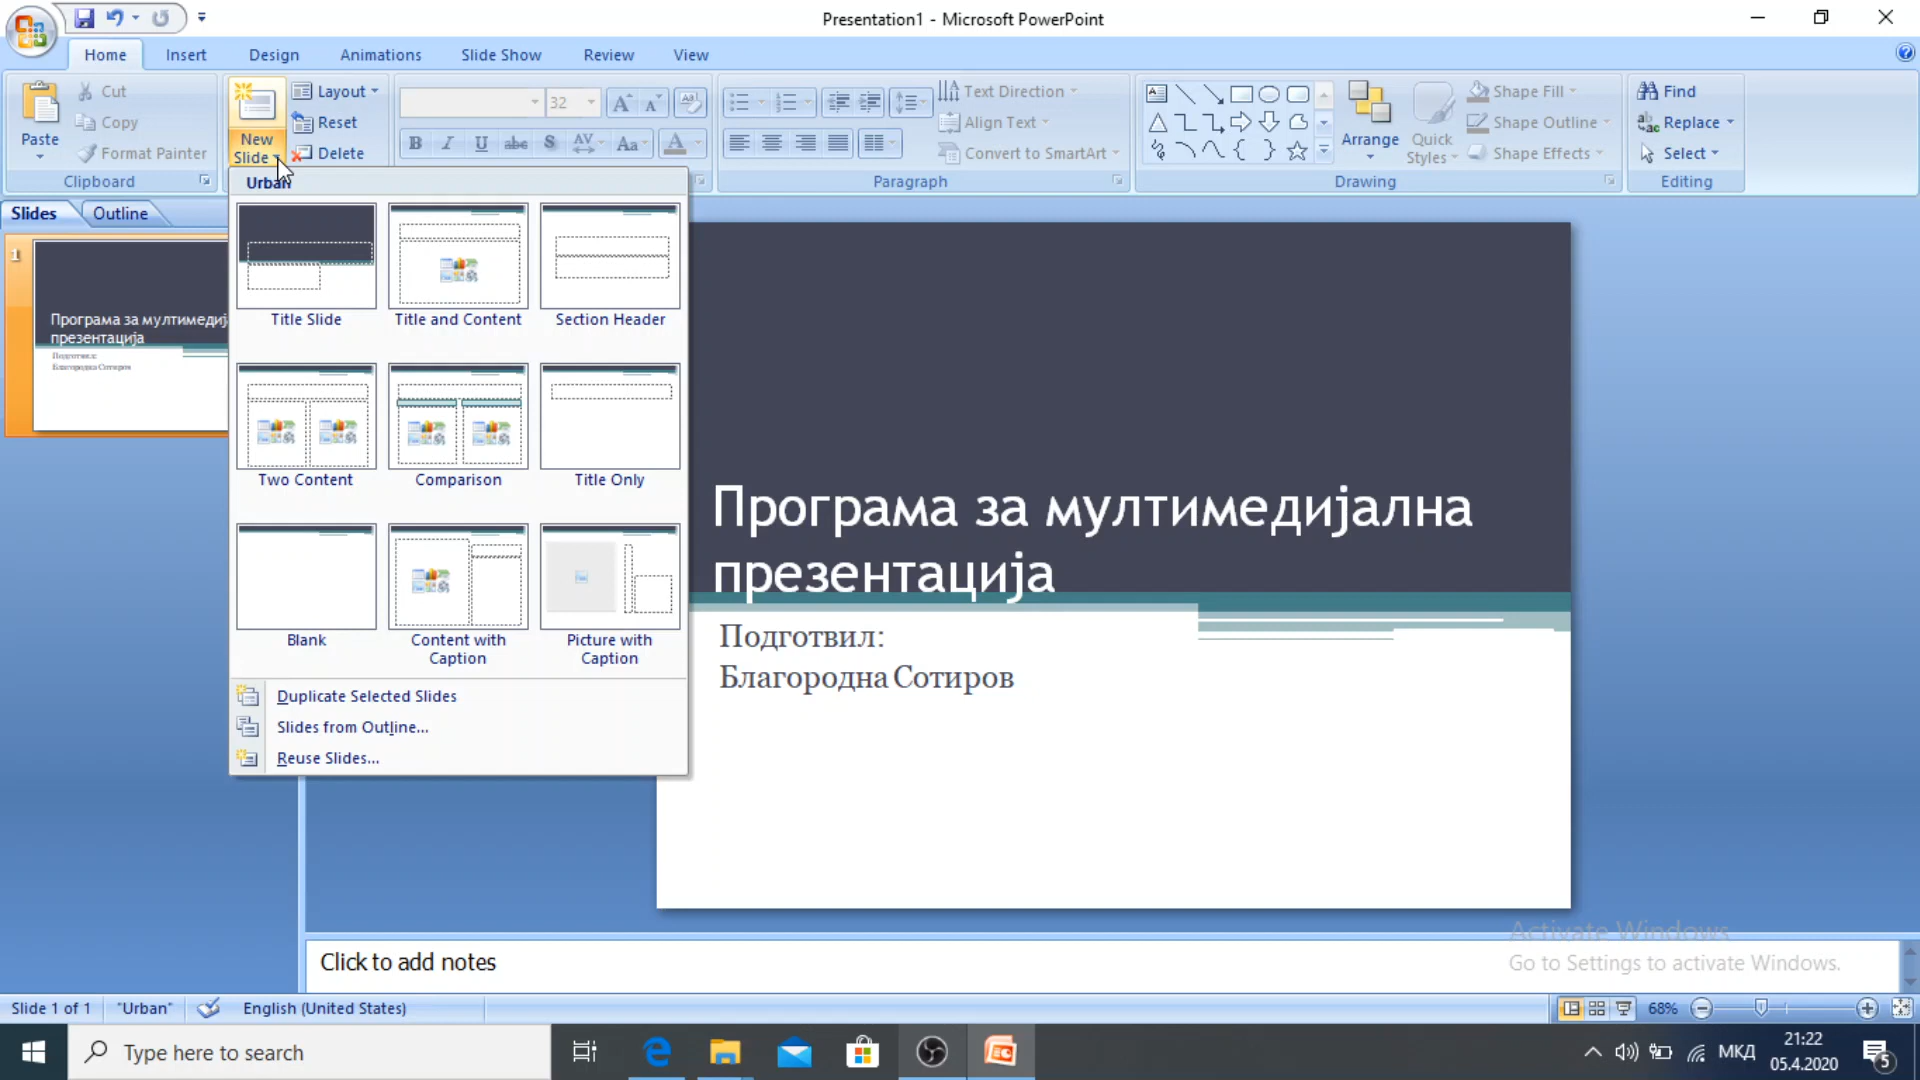 Presentation1 - Microsoft PowerPoint
Home Insert Design Animations Slide Show Review View
Paste
Cut
Copy
Format Painter
Clipboard
New
Slide
Layout
Reset
Delete
32
Text Direction
Align Text
Convert to SmartArt
Paragraph
Arrange
Quick
Styles
Shape Fill
Shape Outline
Shape Effects
Drawing
Find
Replace
Select
Editing
Slides Outline
1
Програма за мултимедиј
презентација
Подготвил:
Благородна Сотиров
Urban
Title Slide
Title and Content
Section Header
Two Content
Comparison
Title Only
Blank
Content with
Caption
Picture with
Caption
Duplicate Selected Slides
Slides from Outline...
Reuse Slides...
Програма за мултимедијална
презентација
Подготвил:
Благородна Сотиров
Click to add notes
Activate Windows
Go to Settings to activate Windows.
Slide 1 of 1 "Urban" English (United States) 68%
Type here to search
МКД
21:22
05.4.2020
5